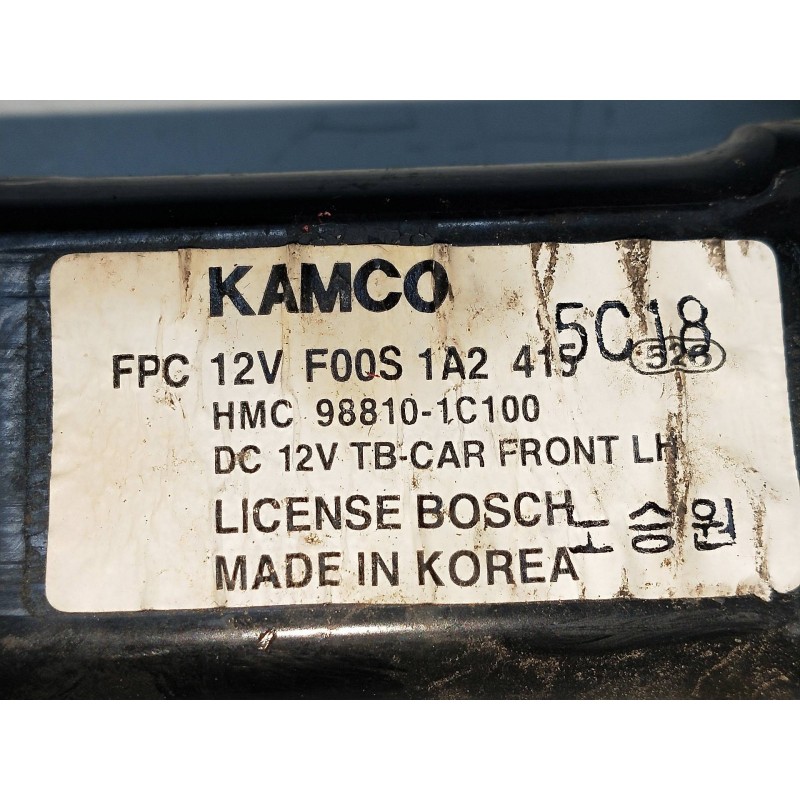 KAMCO
5C18
FPC 12V F00S 1A2 415 526
HMC 98810-1C100
DC 12V TB-CAR FRONT LH
LICENSE BOSCH
노승원
MADE IN KOREA